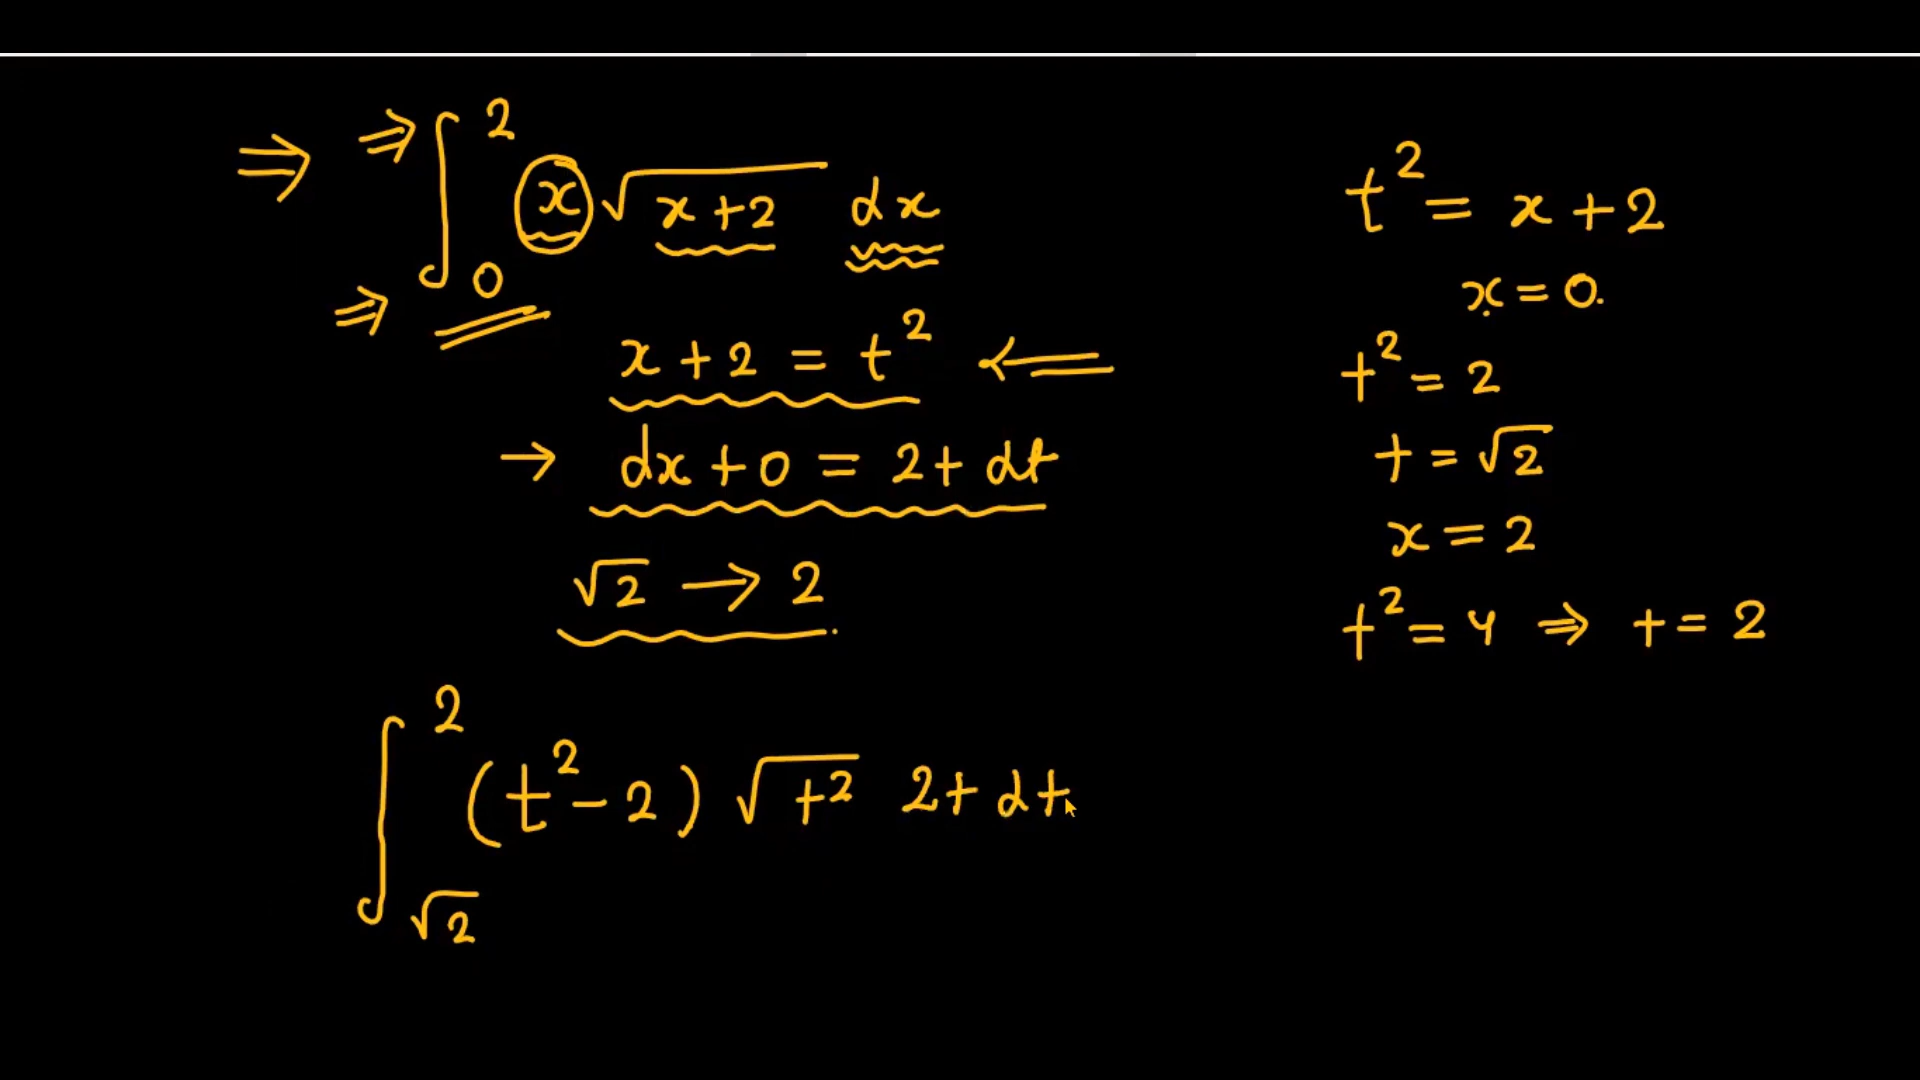 ⇒ ⇒ ∫₀² x √(x+2) dx
⇒
x + 2 = t² ⟸
→ dx + 0 = 2t dt
√2 → 2
∫_√2^2 (t² - 2) √(t²) 2t dt
t² = x + 2
x = 0.
t² = 2
t = √2
x = 2
t² = 4 ⇒ t = 2